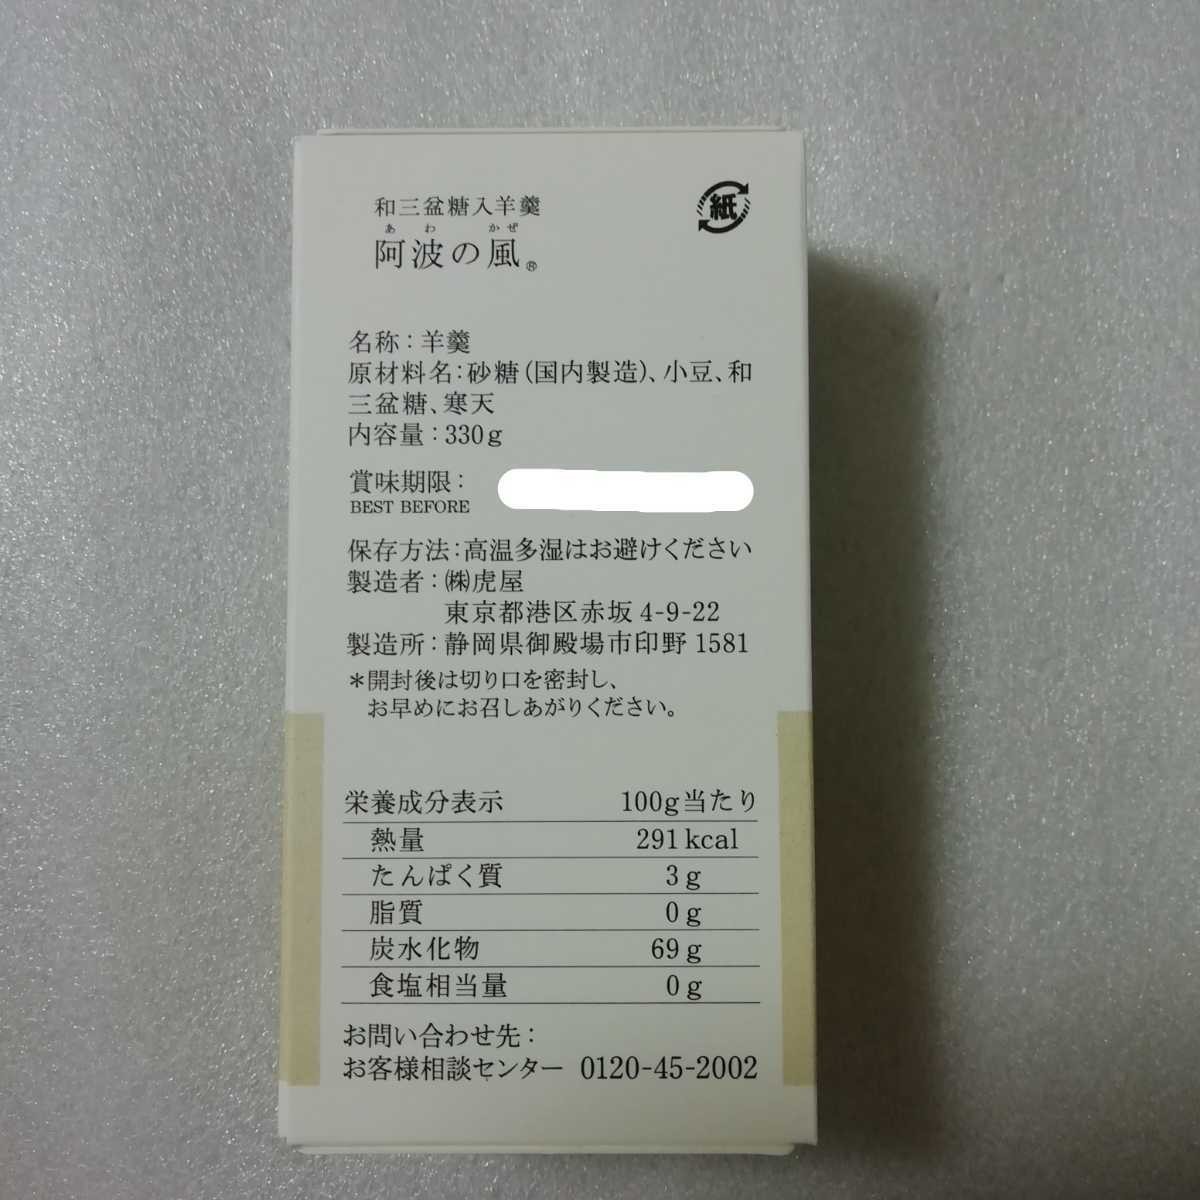 和三盆糖入羊羹
紙
あわ かぜ
阿波の風®
名称：羊羹
原材料名：砂糖（国内製造）、小豆、和
三盆糖、寒天
内容量：330g
賞味期限：
BEST BEFORE
保存方法：高温多湿はお避けください
製造者：㈱虎屋
東京都港区赤坂 4-9-22
製造所：静岡県御殿場市印野 1581
＊開封後は切り口を密封し、
お早めにお召しあがりください。
栄養成分表示 100g当たり
熱量 291kcal
たんぱく質 3g
脂質 0g
炭水化物 69g
食塩相当量 0g
お問い合わせ先：
お客様相談センター 0120-45-2002